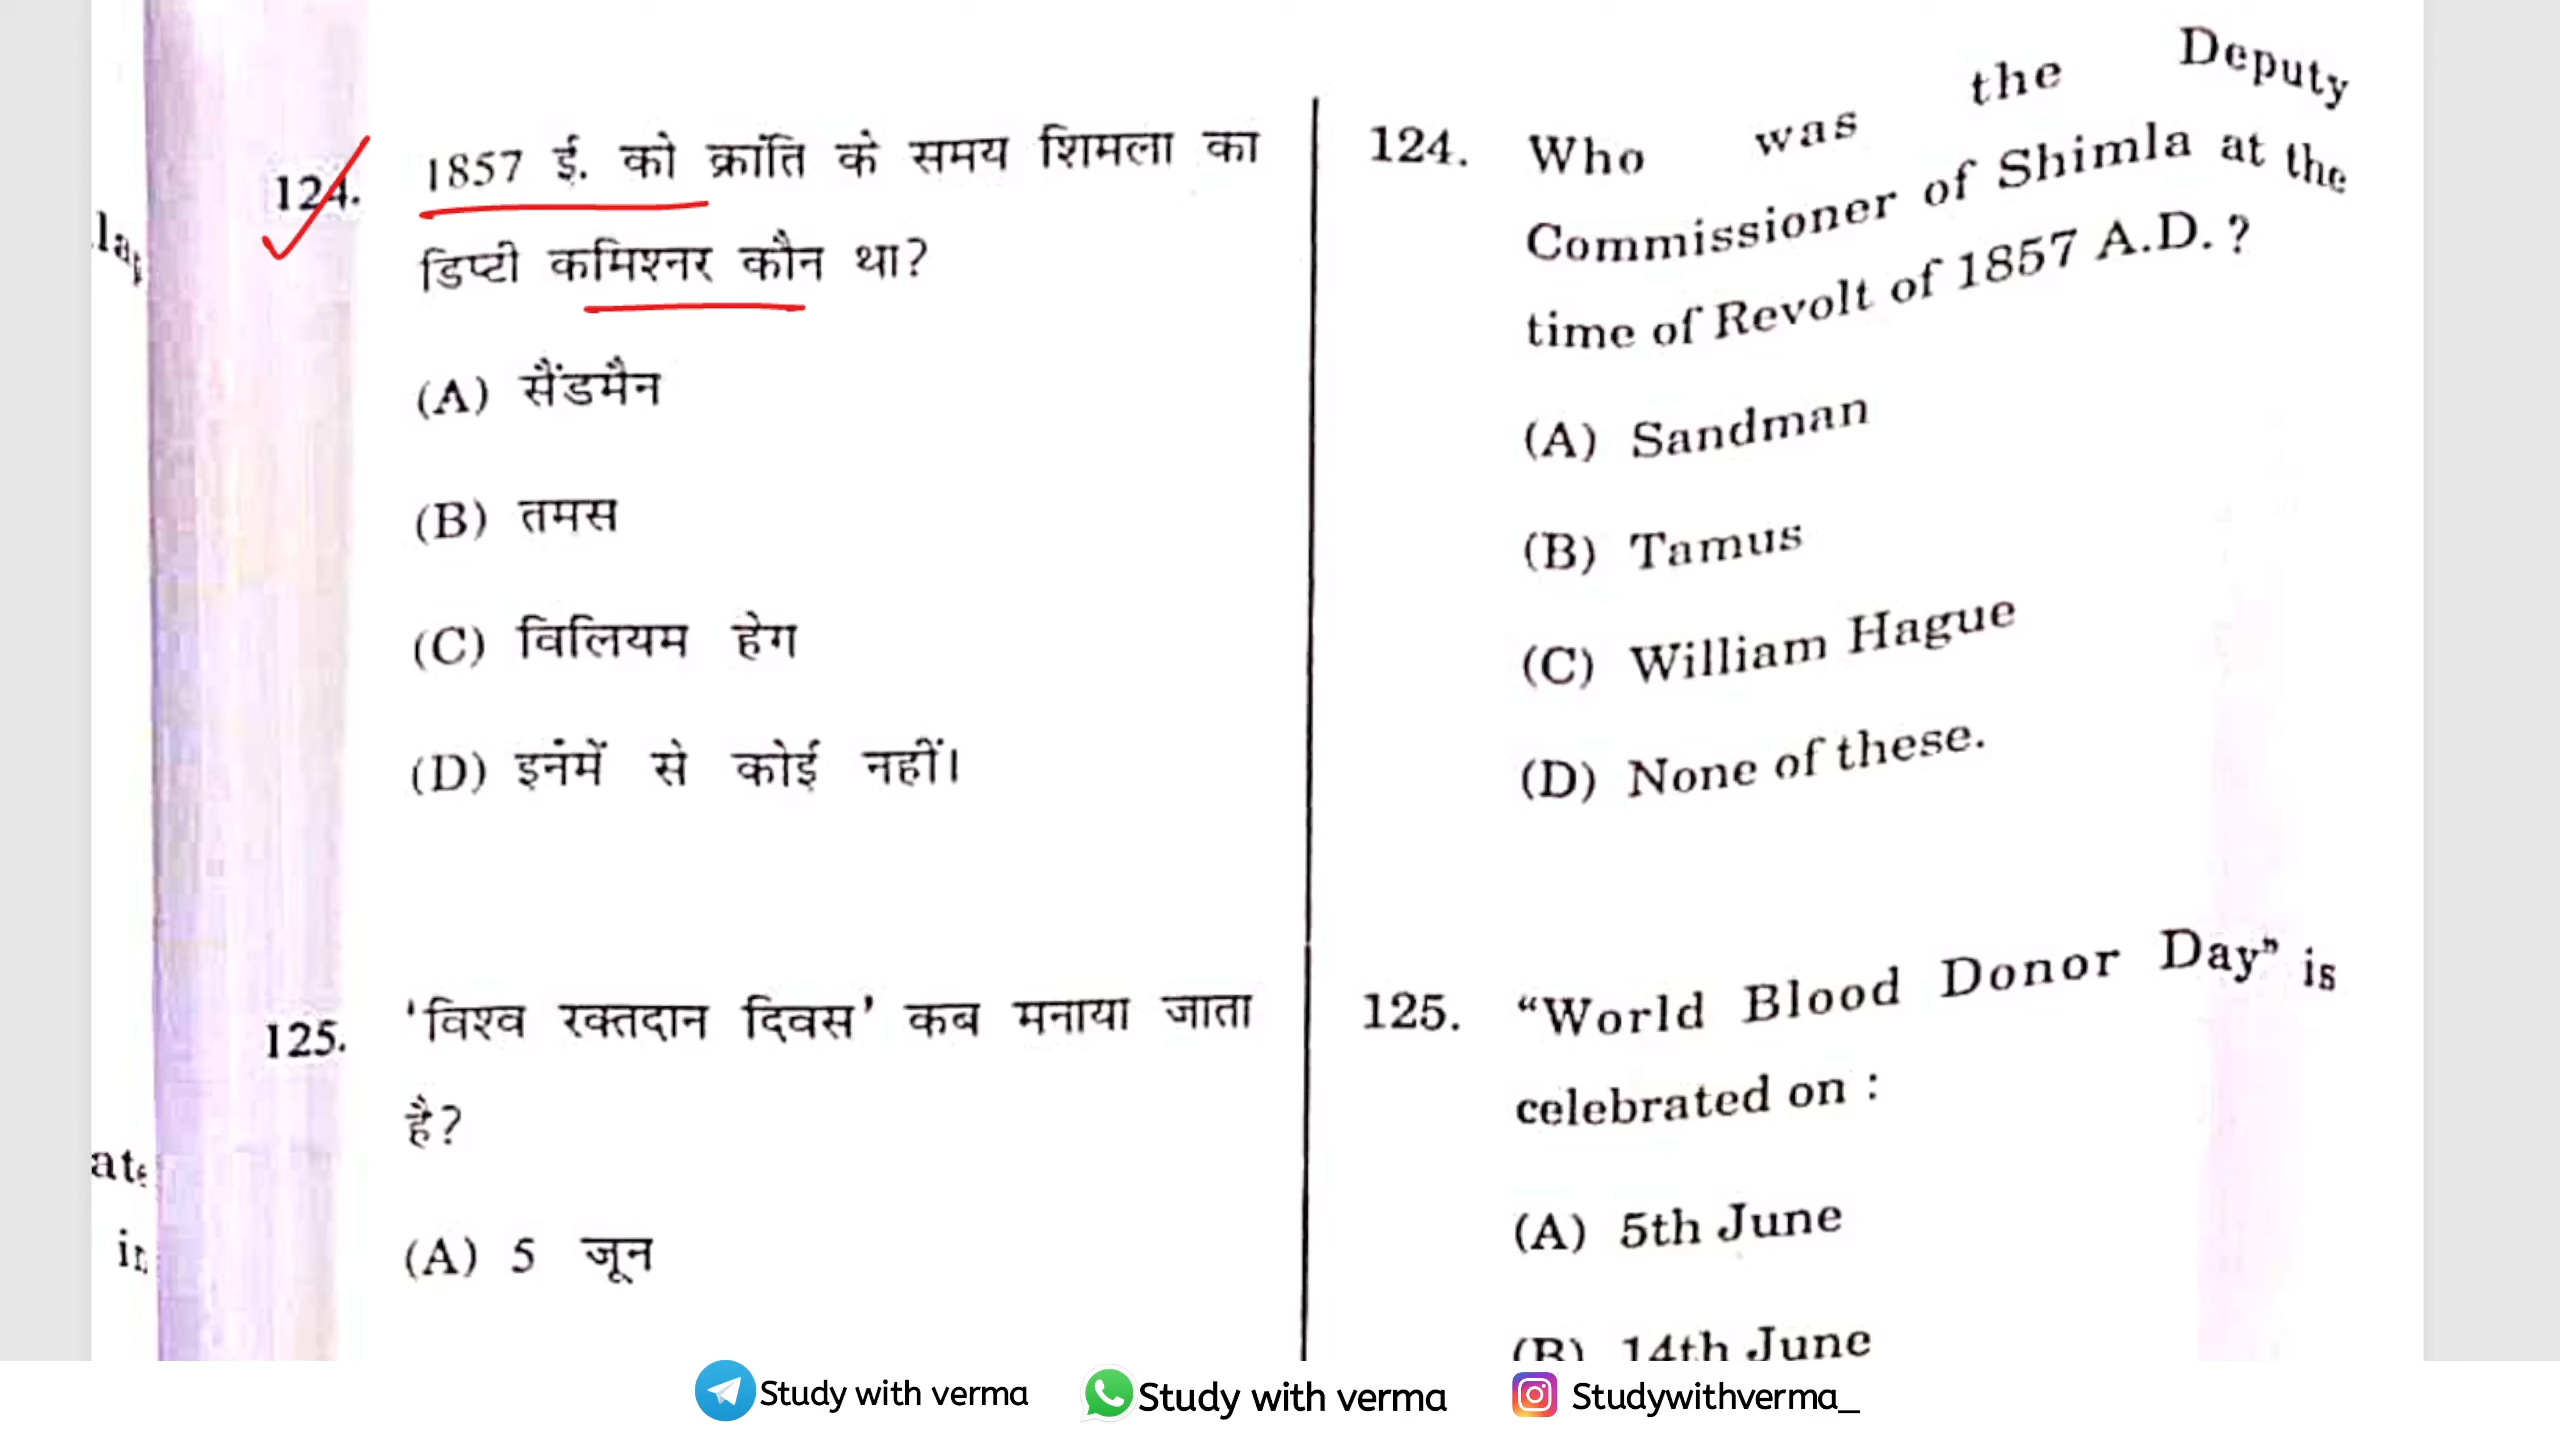 124. 1857 ई. को क्रांति के समय शिमला का
डिप्टी कमिश्नर कौन था?
(A) सैंडमैन
(B) तमस
(C) विलियम हेग
(D) इनमें से कोई नहीं।
125. 'विश्व रक्तदान दिवस' कब मनाया जाता
है?
(A) 5 जून
124. Who was the Deputy
Commissioner of Shimla at the
time of Revolt of 1857 A.D. ?
(A) Sandman
(B) Tamus
(C) William Hague
(D) None of these.
125. “World Blood Donor Day” is
celebrated on :
(A) 5th June
(B) 14th June
Study with verma
Study with verma
Studywithverma_